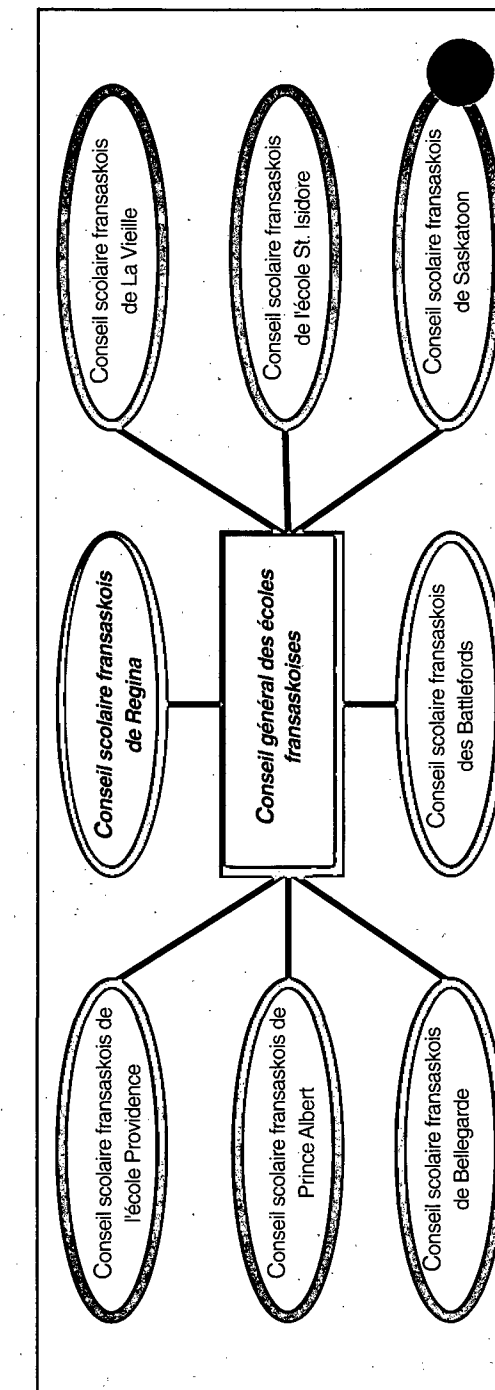 Conseil scolaire fransaskois de
l'école Providence
Conseil scolaire fransaskois
de Regina
Conseil scolaire fransaskois
de La Vieille
Conseil scolaire fransaskois de
Prince Albert
Conseil général des écoles
fransaskoises
Conseil scolaire fransaskois
de l'école St. Isidore
Conseil scolaire fransaskois
de Bellegarde
Conseil scolaire fransaskois
des Battlefords
Conseil scolaire fransaskois
de Saskatoon